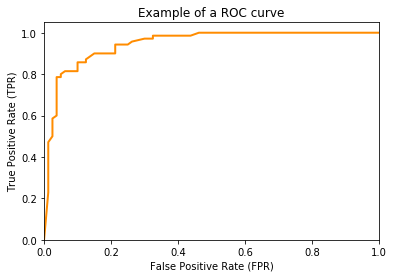 Example of a ROC curve
True Positive Rate (TPR)
1.0
0.8
0.6
0.4
0.2
0.0
0.0 0.2 0.4 0.6 0.8 1.0
False Positive Rate (FPR)